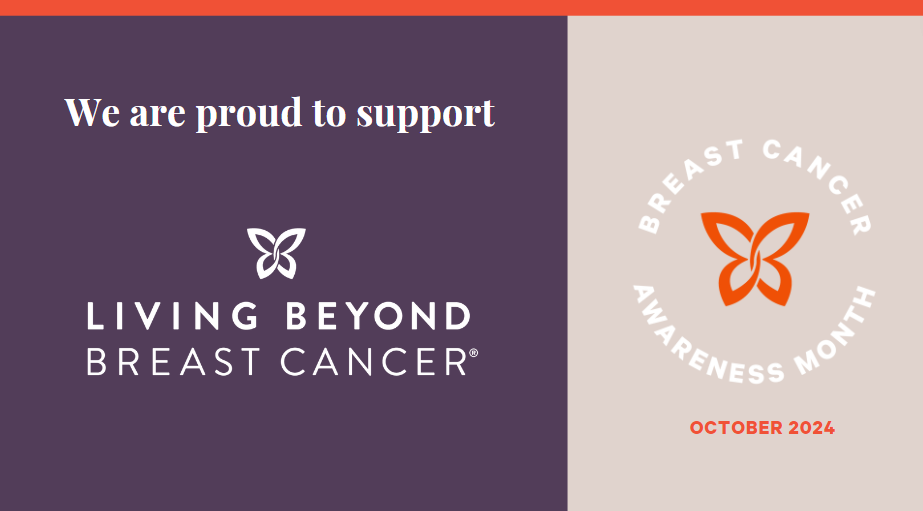 We are proud to support
LIVING BEYOND
BREAST CANCER®
BREAST CANCER
AWARENESS MONTH
OCTOBER 2024